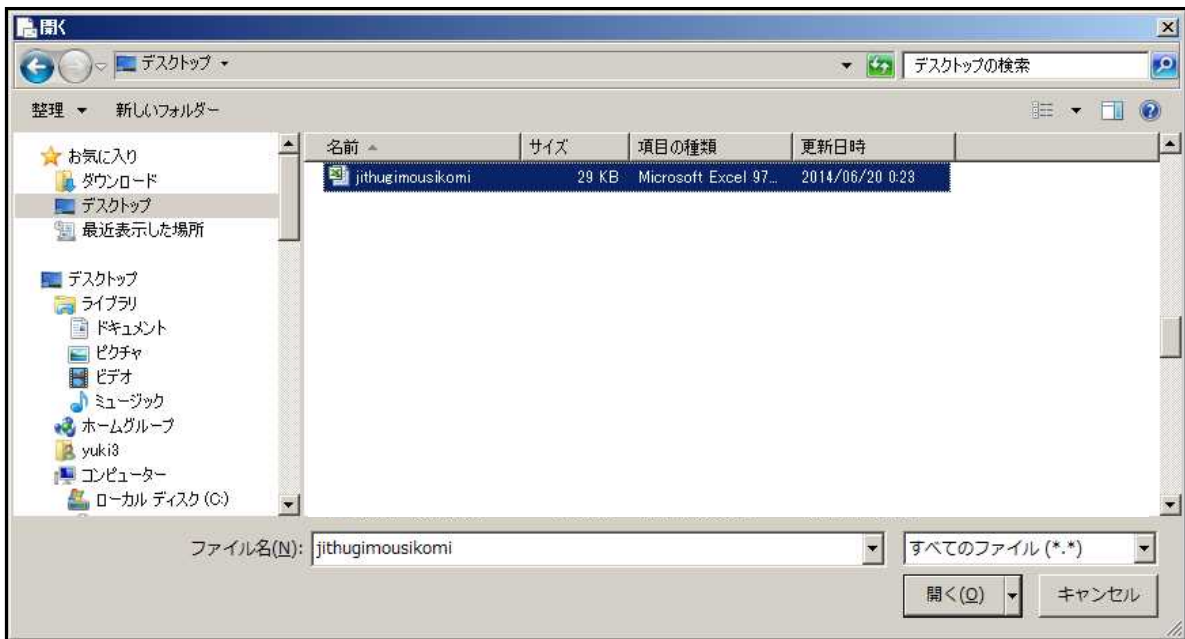 開く
デスクトップ
デスクトップの検索
整理 新しいフォルダー
名前 サイズ 項目の種類 更新日時
jithugimousikomi 29 KB Microsoft Excel 97... 2014/06/20 0:23
お気に入り
ダウンロード
デスクトップ
最近表示した場所
デスクトップ
ライブラリ
ドキュメント
ピクチャ
ビデオ
ミュージック
ホームグループ
yuki3
コンピューター
ローカル ディスク (C:)
ファイル名(N): jithugimousikomi すべてのファイル (*.*)
開く(O) キャンセル